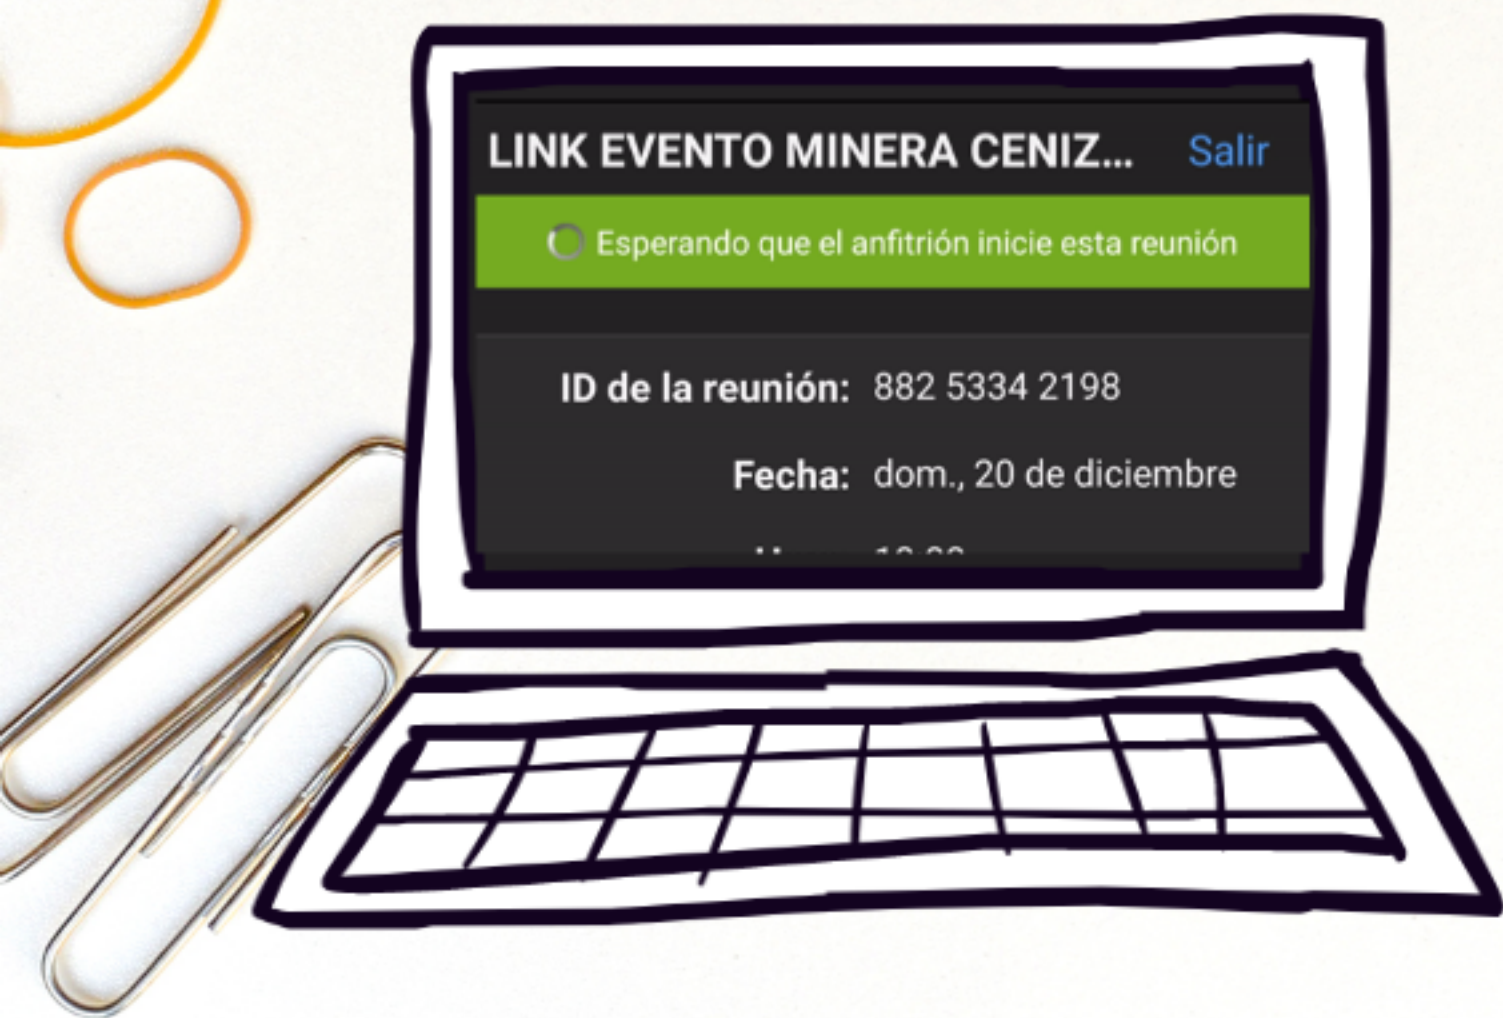 LINK EVENTO MINERA CENIZ...
Salir
Esperando que el anfitrión inicie esta reunión
ID de la reunión: 882 5334 2198
Fecha: dom., 20 de diciembre